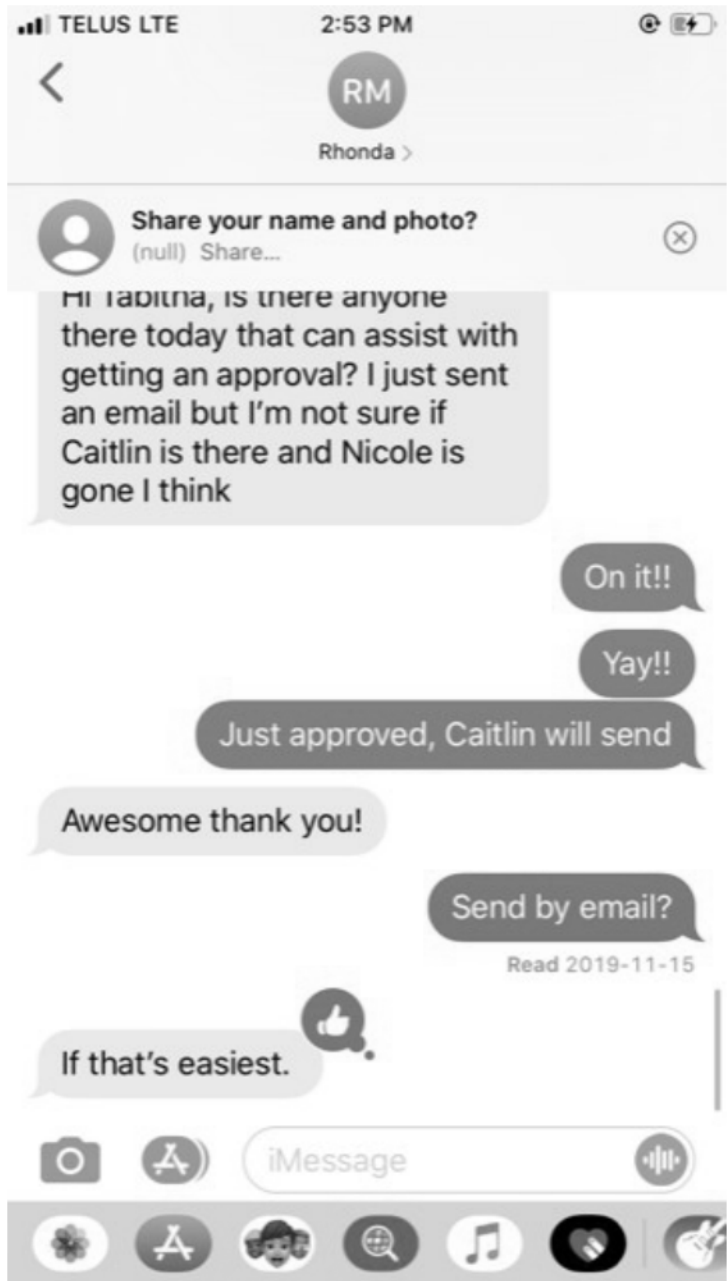 TELUS LTE 2:53 PM
RM
Rhonda >
Share your name and photo?
(null) Share...
Hi Tabitha, is there anyone
there today that can assist with
getting an approval? I just sent
an email but I'm not sure if
Caitlin is there and Nicole is
gone I think
On it!!
Yay!!
Just approved, Caitlin will send
Awesome thank you!
Send by email?
Read 2019-11-15
If that's easiest.
iMessage